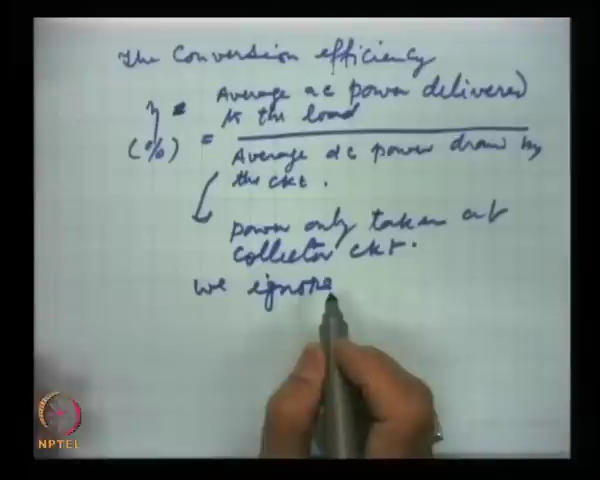 The Conversion efficiency
η = Average ac power delivered
to the load
(%) =
Average dc power drawn by
the ckt.
power only taken at
collector ckt.
we ignore
NPTEL